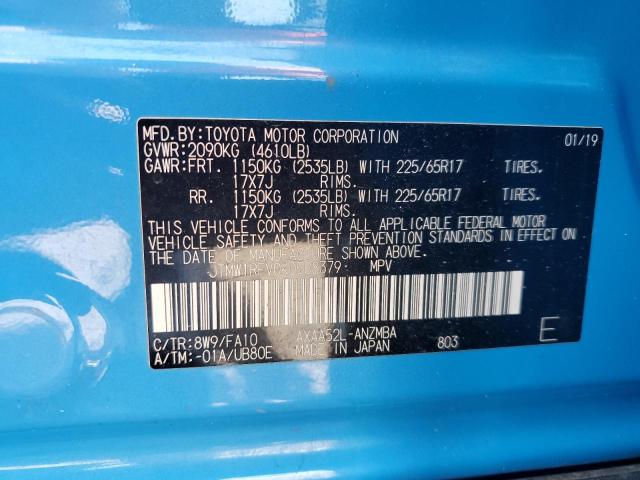 MFD.BY:TOYOTA MOTOR CORPORATION 01/19
GVWR:2090KG (4610LB)
GAWR:FRT. 1150KG (2535LB) WITH 225/65R17 TIRES.
17X7J RIMS.
RR. 1150KG (2535LB) WITH 225/65R17 TIRES.
17X7J RIMS.
THIS VEHICLE CONFORMS TO ALL APPLICABLE FEDERAL MOTOR
VEHICLE SAFETY AND THEFT PREVENTION STANDARDS IN EFFECT ON
THE DATE OF MANUFACTURE SHOWN ABOVE.
MPV
C/TR:8W9/FA10 AXAA52L-ANZMBA
A/TM:-01A/UB80E MADE IN JAPAN 803 E